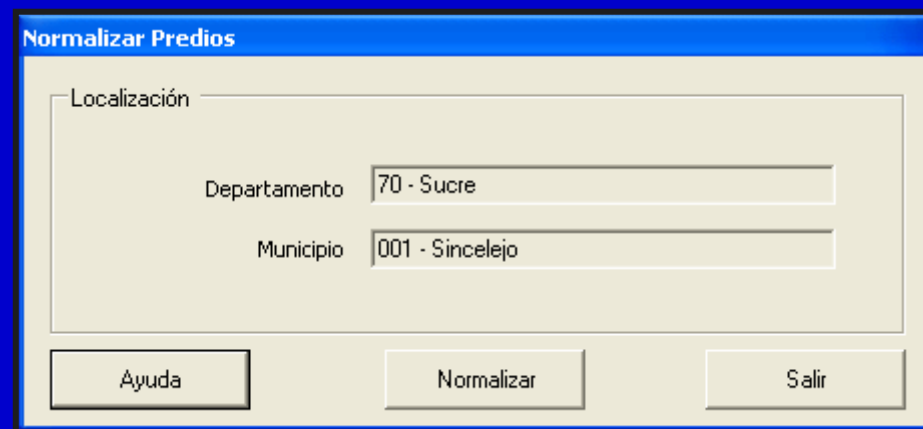 Normalizar Predios
Localización
Departamento 70 - Sucre
Municipio 001 - Sincelejo
Ayuda Normalizar Salir